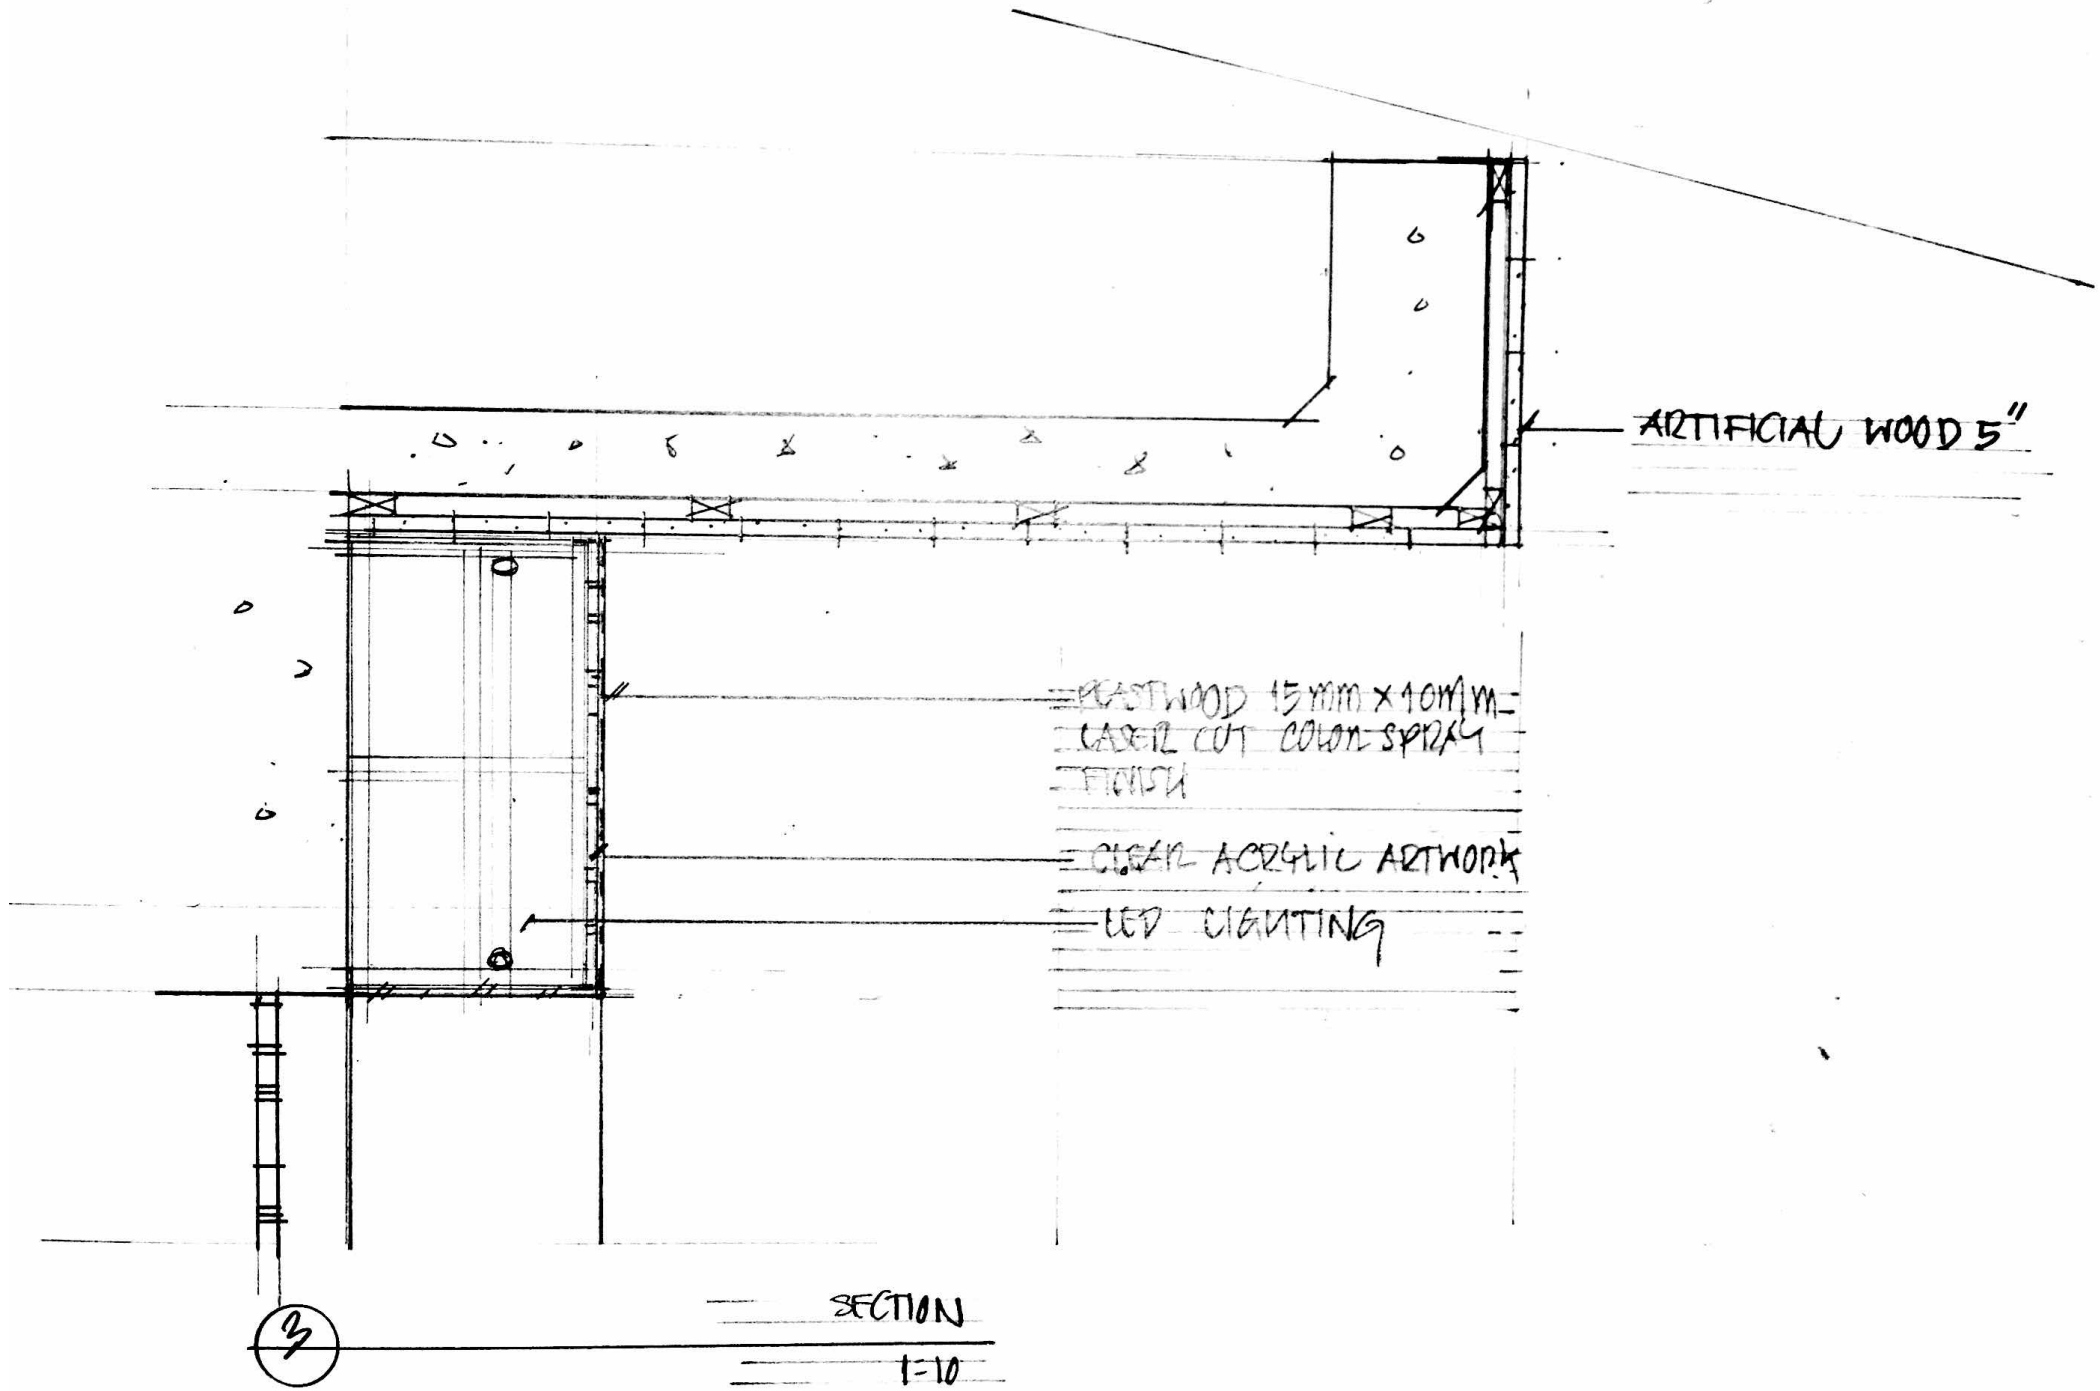 ARTIFICIAL WOOD 5"
PLASTWOOD 15mm x 10mm
LASER CUT COLOR SPRAY
FINISH
CLEAR ACRYLIC ARTWORK
LED LIGHTING
SECTION
3
1=10